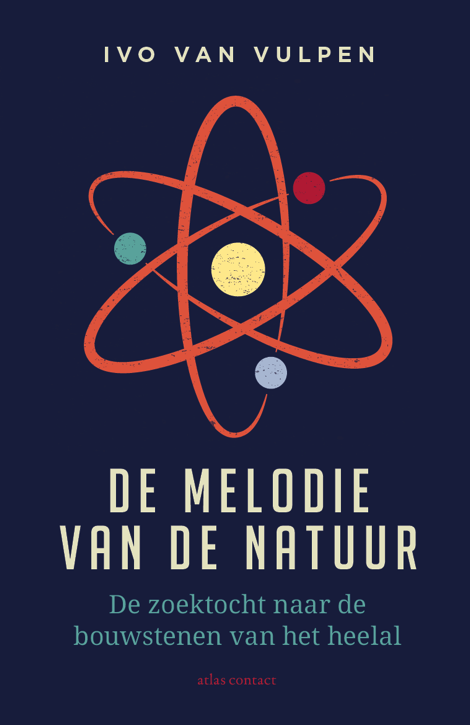 IVO VAN VULPEN
DE MELODIE
VAN DE NATUUR
De zoektocht naar de
bouwstenen van het heelal
atlas contact